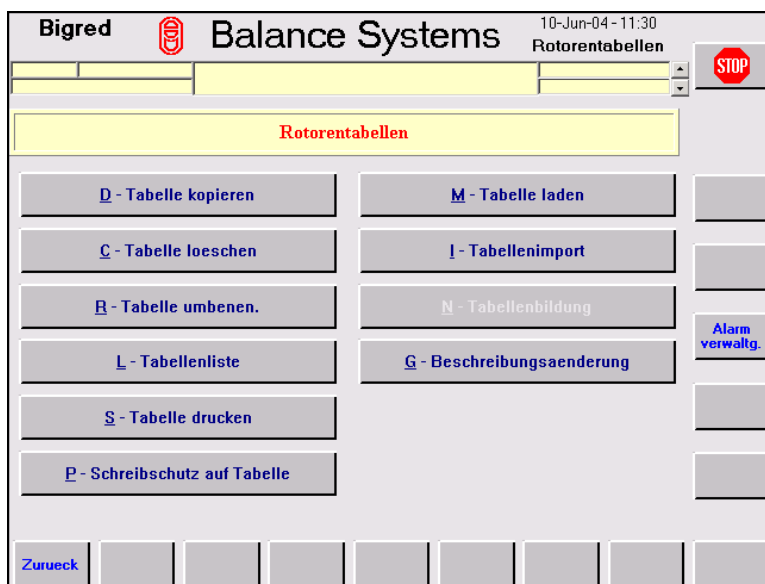 Bigred
Balance Systems
10-Jun-04 - 11:30
Rotorentabellen
STOP
Rotorentabellen
D - Tabelle kopieren
M - Tabelle laden
C - Tabelle loeschen
I - Tabellenimport
R - Tabelle umbenen.
N - Tabellenbildung
Alarm
verwaltg.
L - Tabellenliste
G - Beschreibungsaenderung
S - Tabelle drucken
P - Schreibschutz auf Tabelle
Zurueck